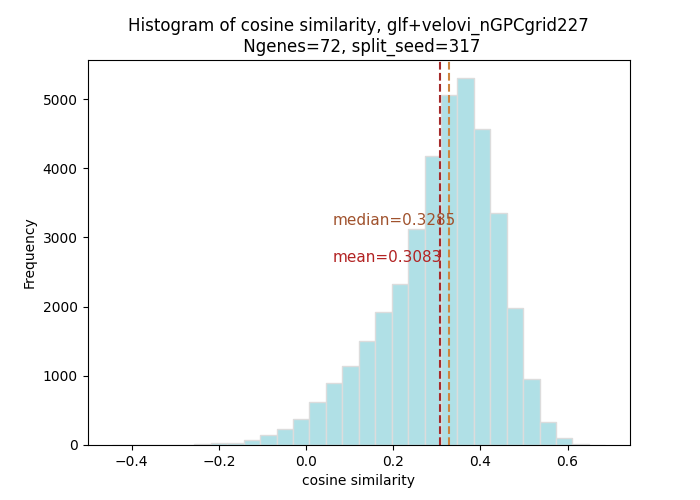 Histogram of cosine similarity, glf+velovi_nGPCgrid227
Ngenes=72, split_seed=317
5000
4000
3000
2000
1000
0
Frequency
median=0.3285
mean=0.3083
−0.4 −0.2 0.0 0.2 0.4 0.6
cosine similarity